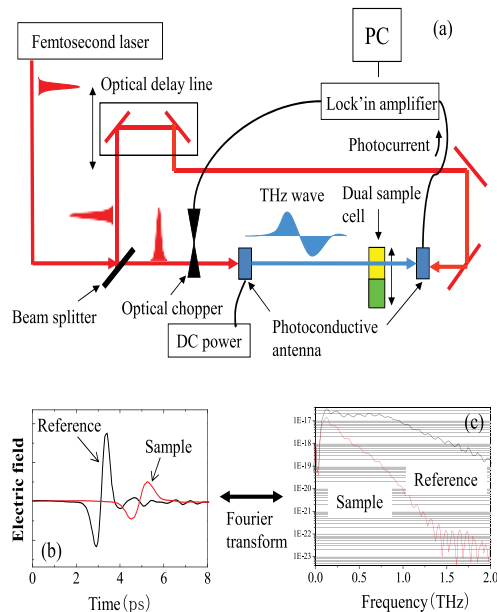 Femtosecond laser
(a)
PC
Optical delay line
Lock'in amplifier
Photocurrent
THz wave
Dual sample
cell
Beam splitter
Optical chopper
DC power
Photoconductive
antenna
Reference
Sample
Electric field
(b)
0 2 4 6 8
Time(ps)
Fourier
transform
(c)
1E-17
1E-18
1E-19
1E-20
1E-21
1E-22
1E-23
Reference
Sample
0.0 0.5 1.0 1.5 2.0
Frequency(THz)